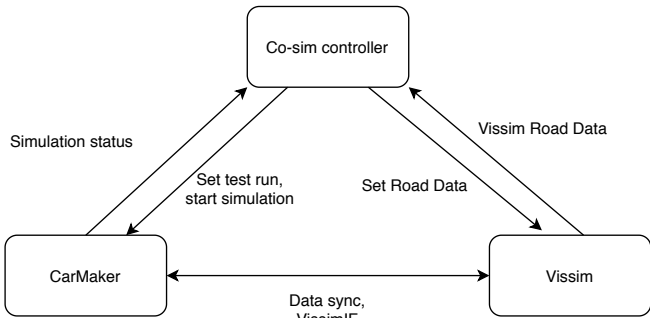 Co-sim controller
Simulation status
Vissim Road Data
Set test run,
start simulation
Set Road Data
CarMaker
Vissim
Data sync,
VissimIF